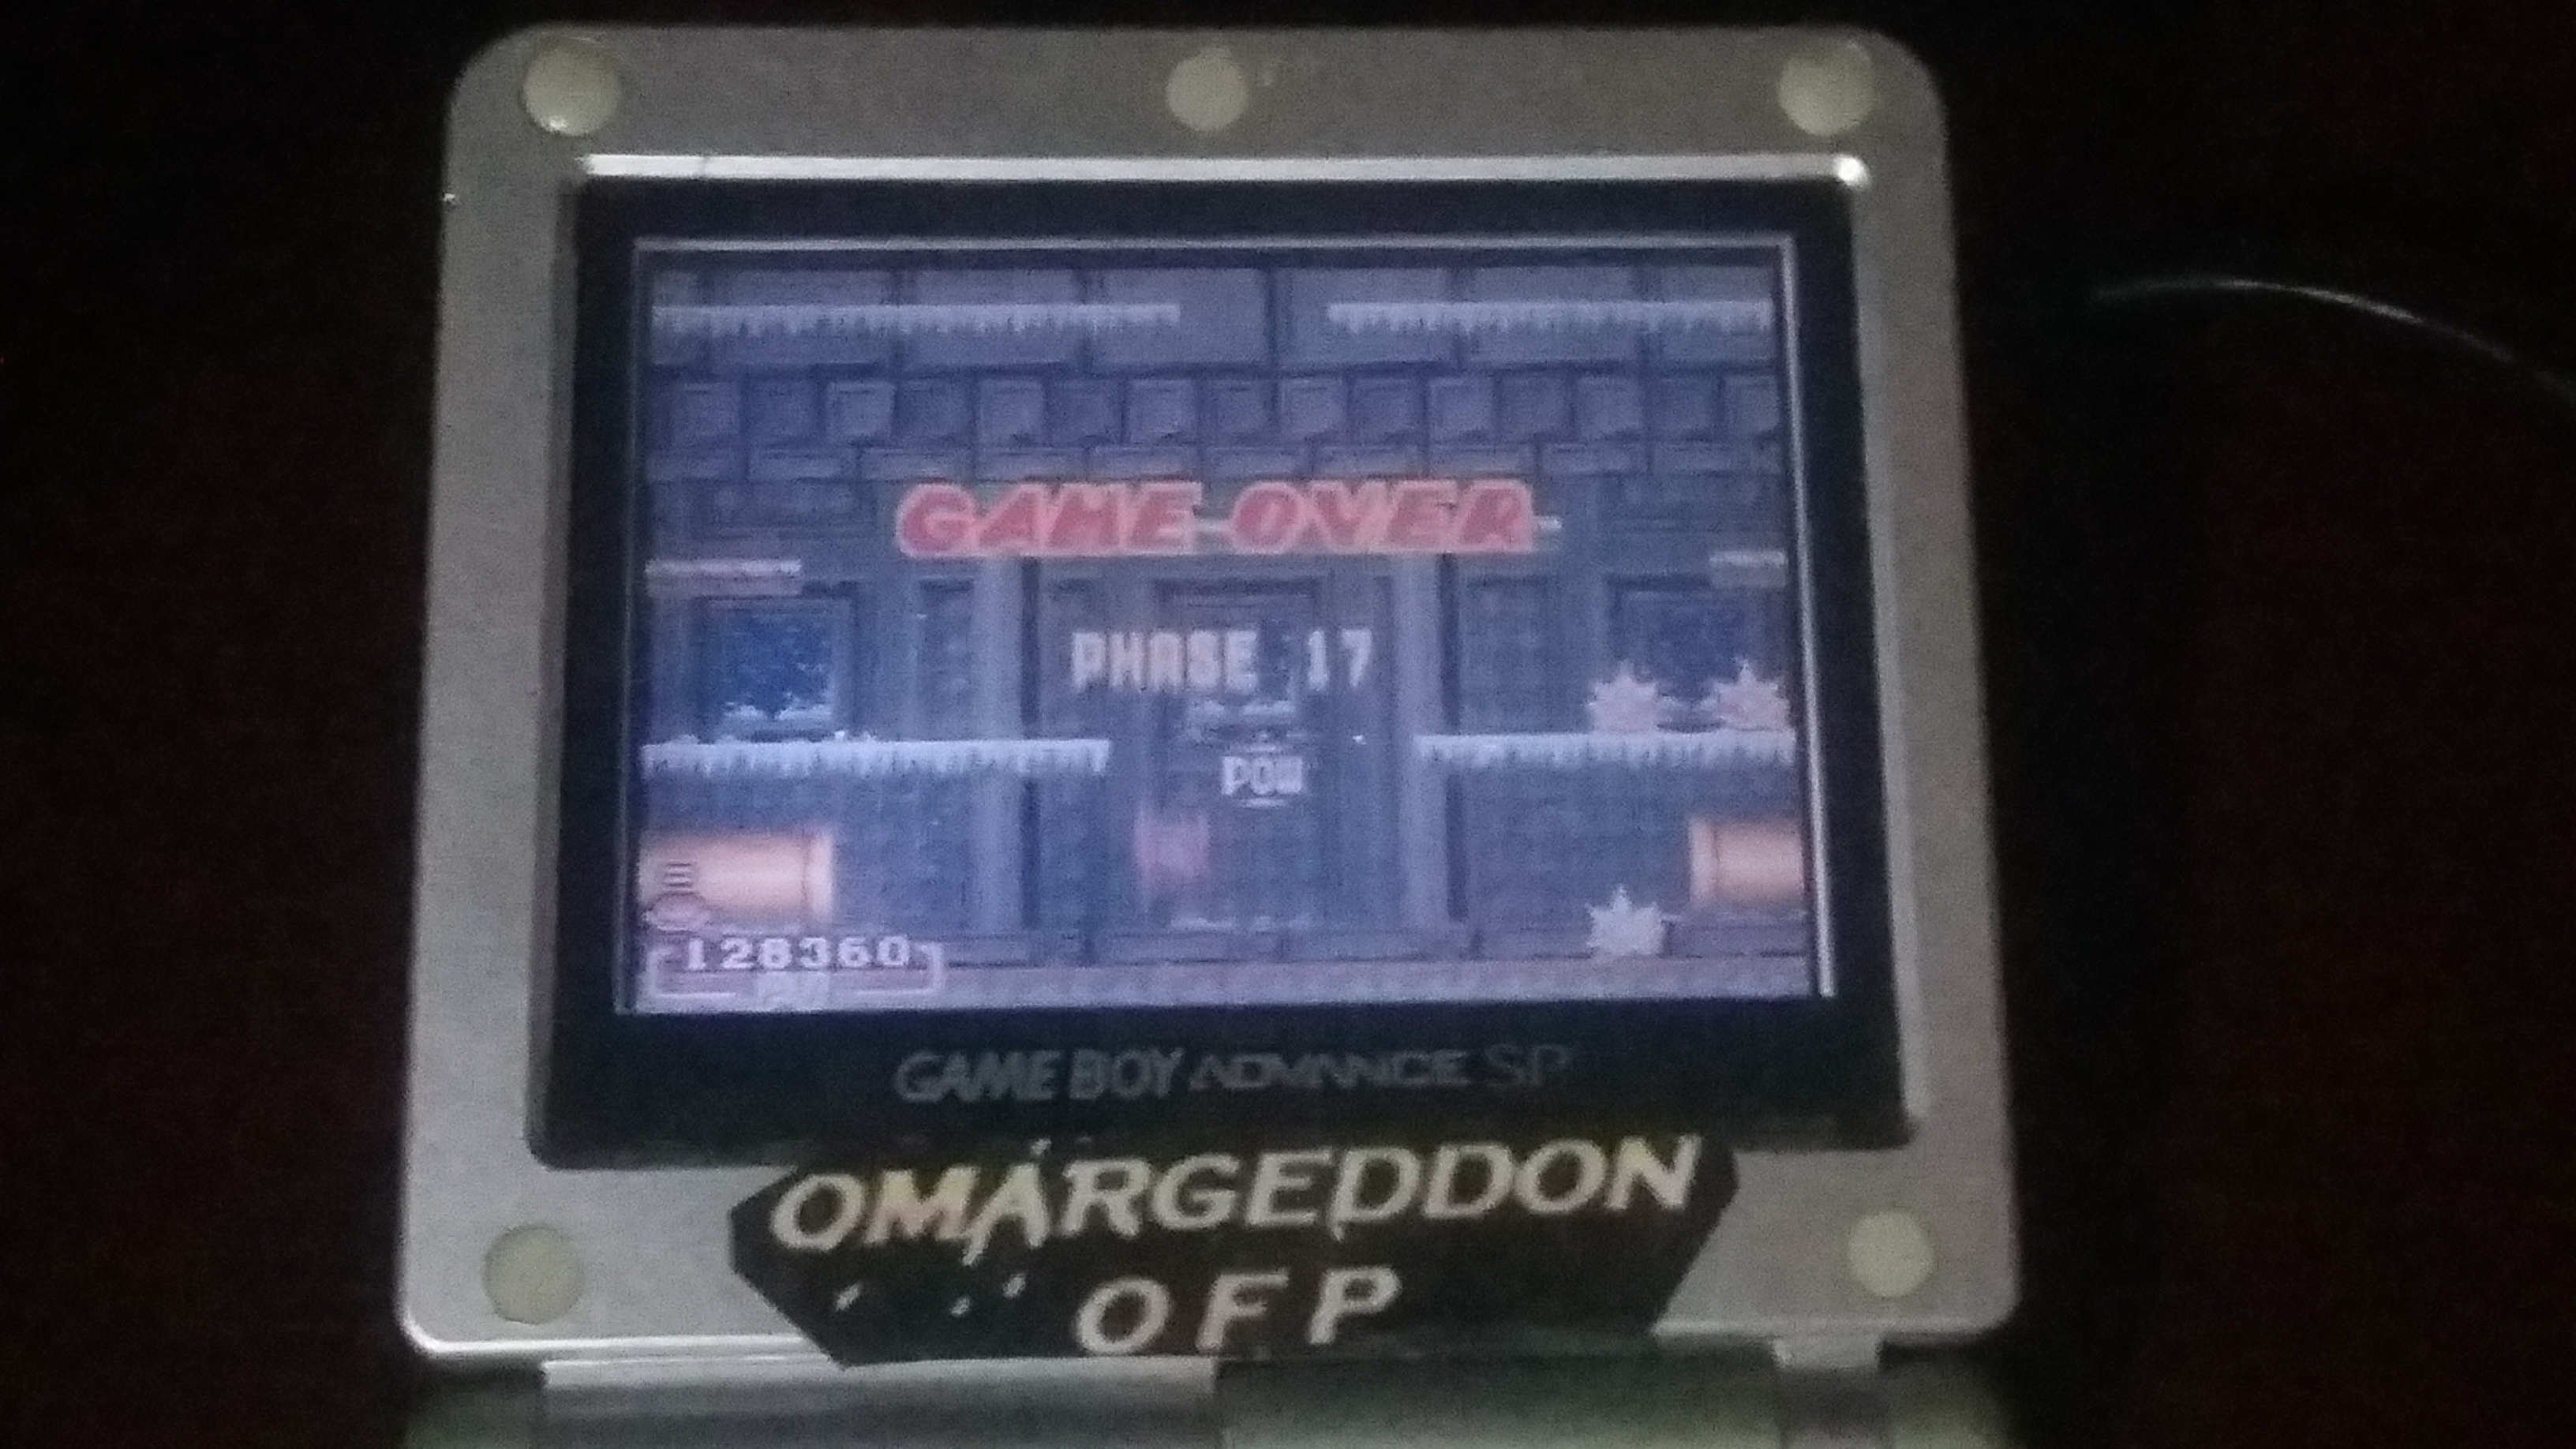 GAME OVER
PHASE 17
POW
128360
GAME BOY ADVANCE SP
OMARGEDDON
OFP